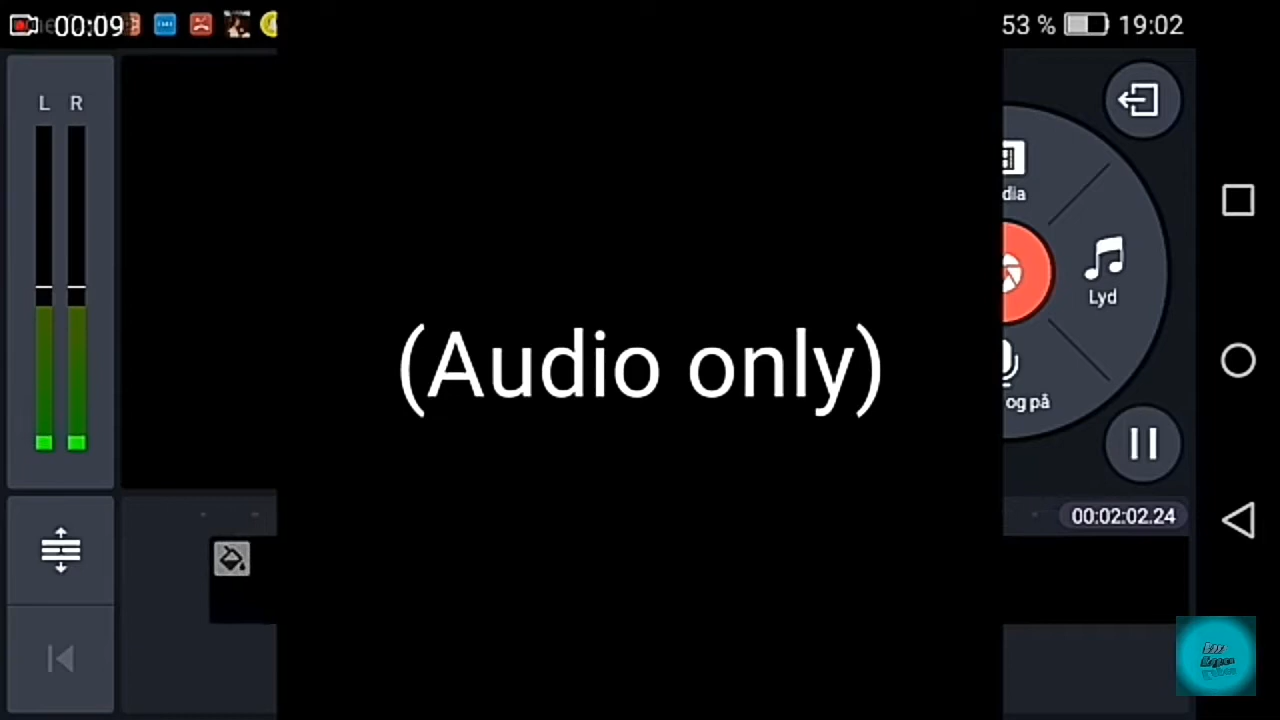 00:09
53 % 19:02
L R
dia
Lyd
(Audio only)
og på
00:02:02.24